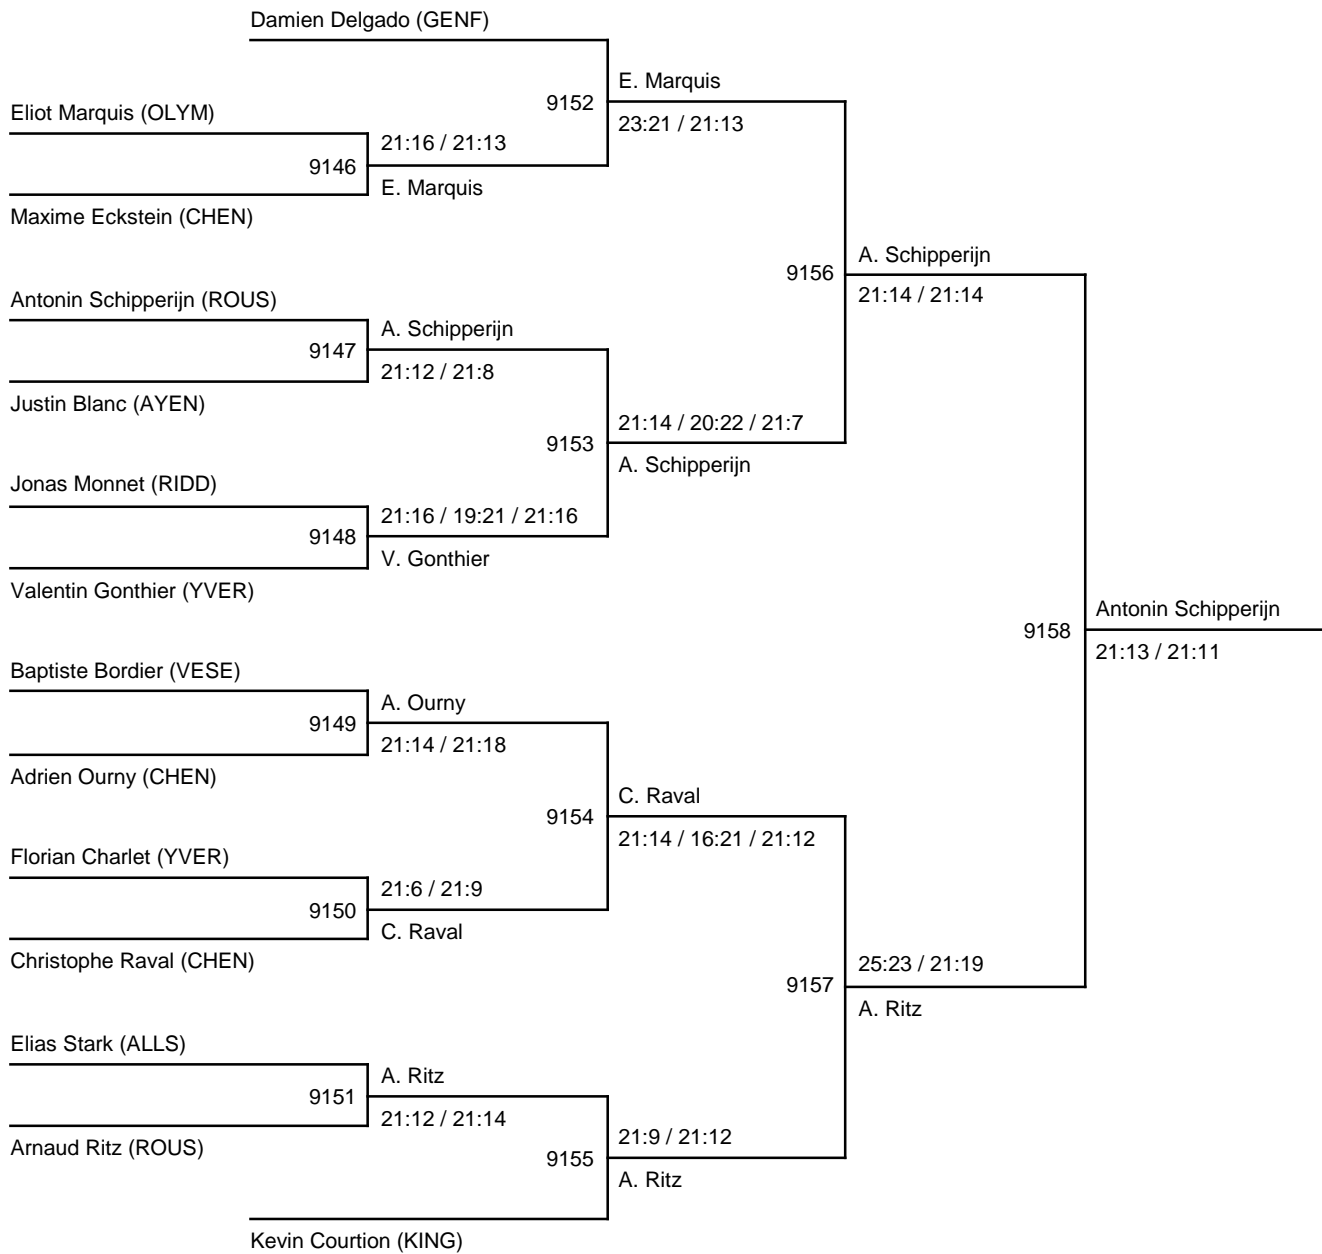 Damien Delgado (GENF)
E. Marquis
9152
23:21 / 21:13
Eliot Marquis (OLYM)
21:16 / 21:13
9146
E. Marquis
Maxime Eckstein (CHEN)
A. Schipperijn
9156
21:14 / 21:14
Antonin Schipperijn (ROUS)
A. Schipperijn
9147
21:12 / 21:8
Justin Blanc (AYEN)
21:14 / 20:22 / 21:7
9153
A. Schipperijn
Jonas Monnet (RIDD)
21:16 / 19:21 / 21:16
9148
V. Gonthier
Valentin Gonthier (YVER)
Antonin Schipperijn
9158
21:13 / 21:11
Baptiste Bordier (VESE)
A. Ourny
9149
21:14 / 21:18
Adrien Ourny (CHEN)
C. Raval
9154
21:14 / 16:21 / 21:12
Florian Charlet (YVER)
21:6 / 21:9
9150
C. Raval
Christophe Raval (CHEN)
25:23 / 21:19
9157
A. Ritz
Elias Stark (ALLS)
A. Ritz
9151
21:12 / 21:14
Arnaud Ritz (ROUS)
21:9 / 21:12
9155
A. Ritz
Kevin Courtion (KING)